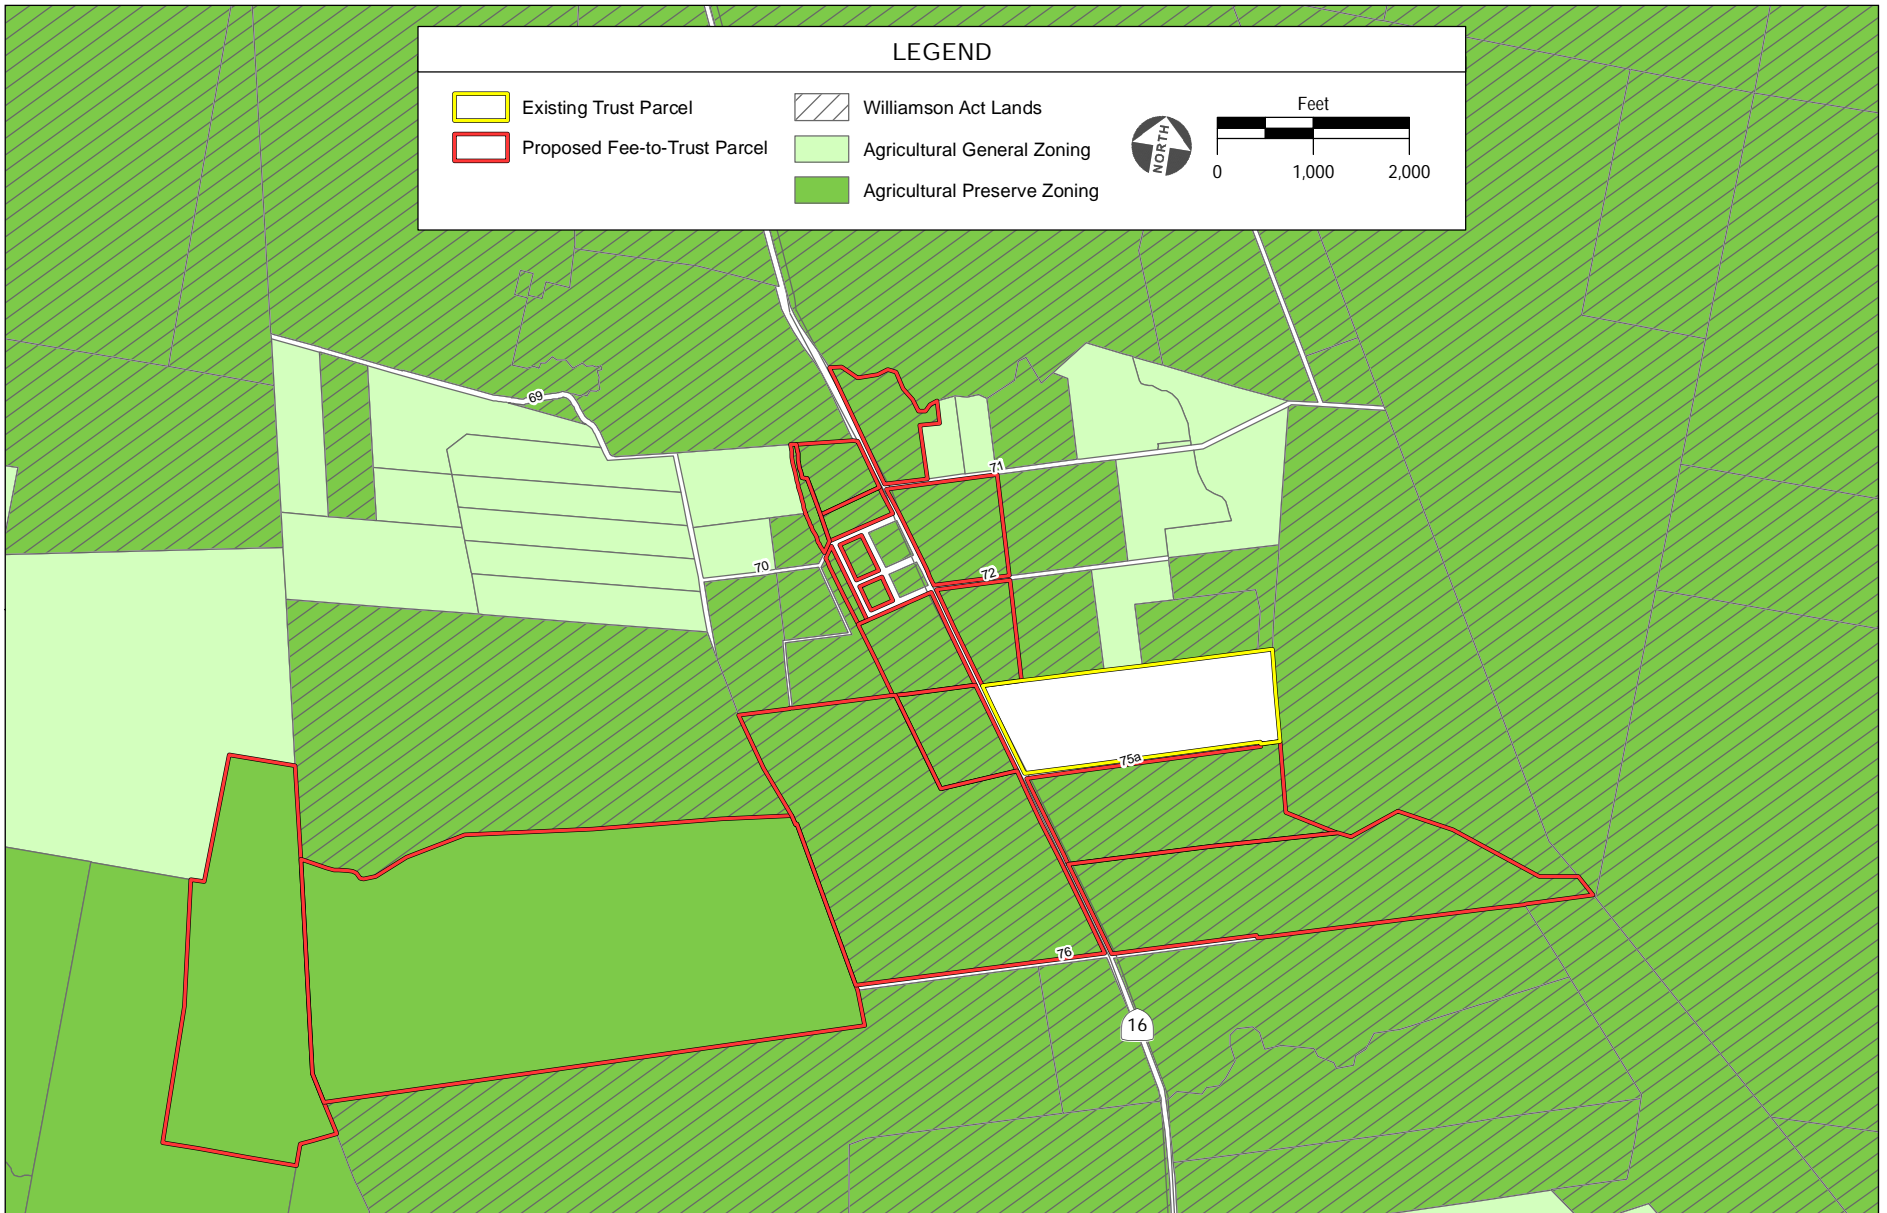 LEGEND
Existing Trust Parcel
Proposed Fee-to-Trust Parcel
Williamson Act Lands
Agricultural General Zoning
Agricultural Preserve Zoning
NORTH
Feet
0 1,000 2,000
69
71
70
72
75a
76
16